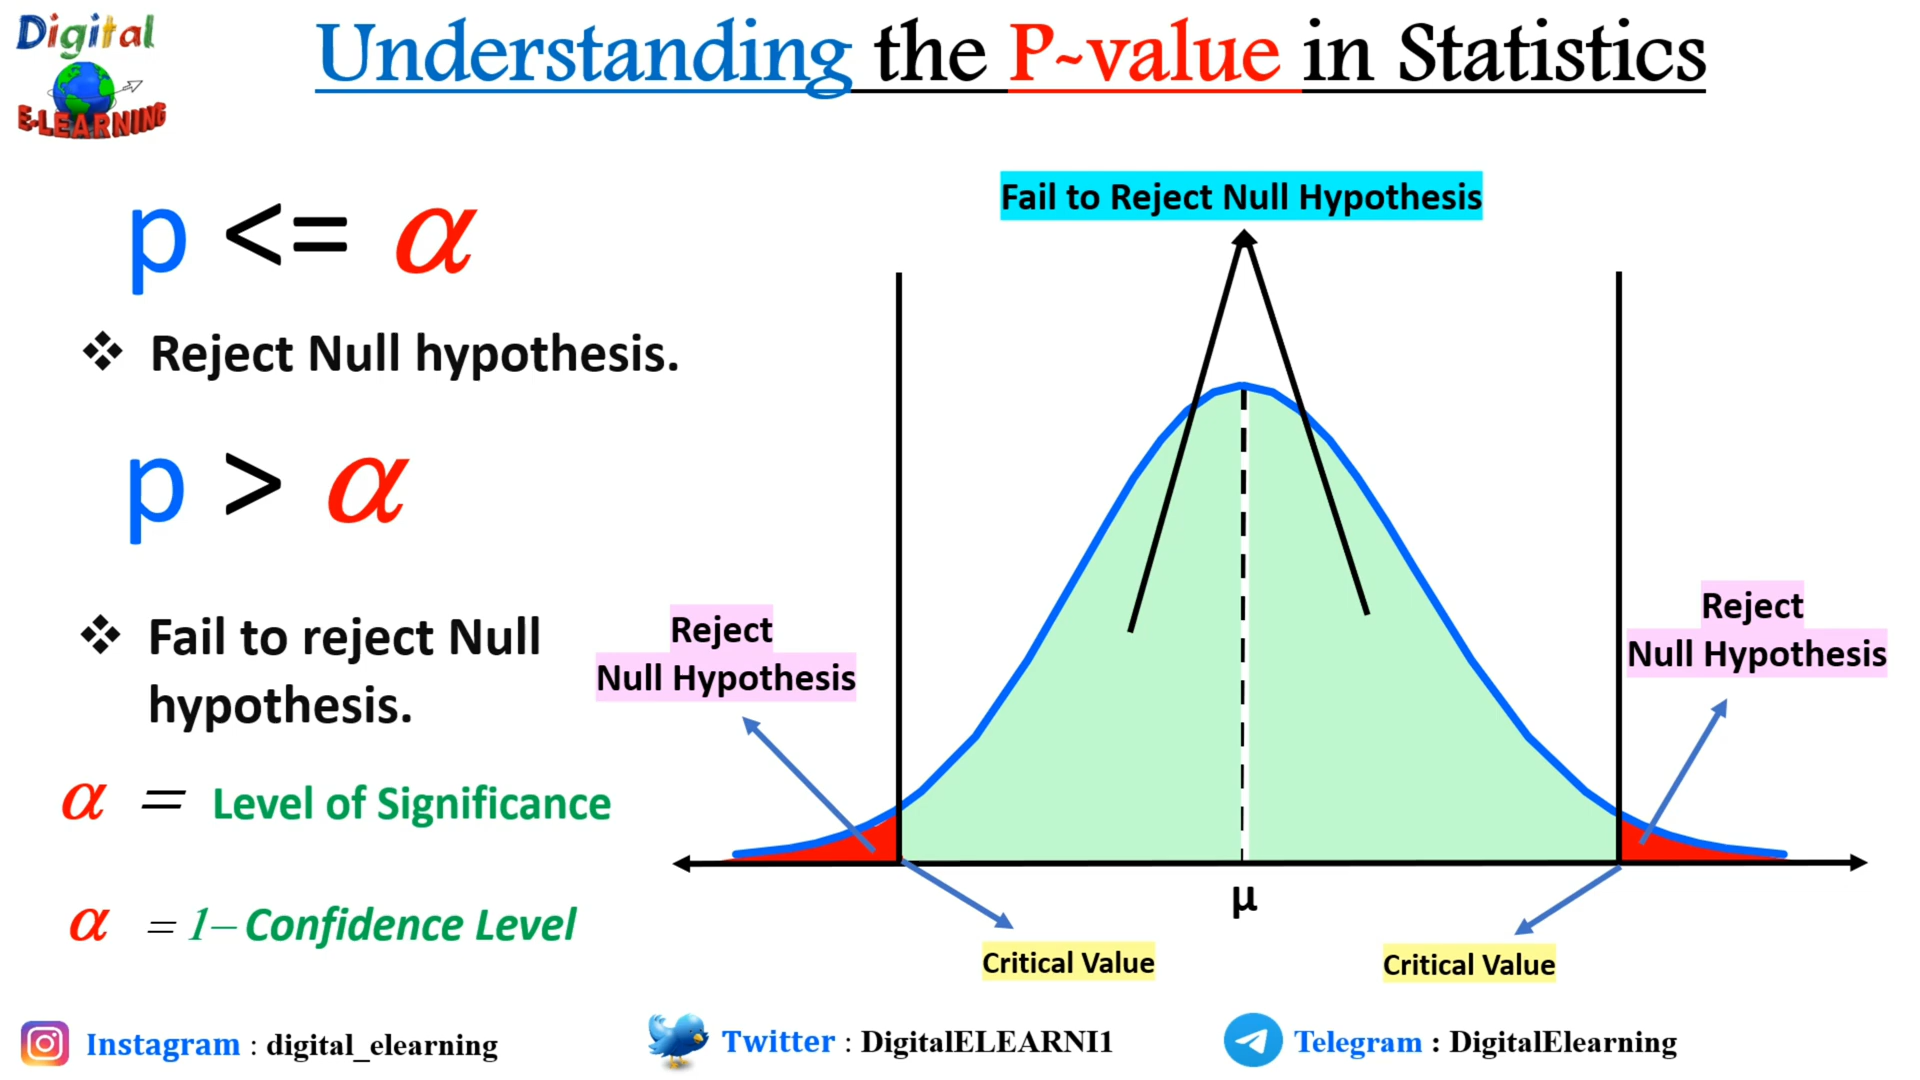 Digital
E-LEARNING
Understanding the P~value in Statistics
p <= α
❖ Reject Null hypothesis.
p > α
❖ Fail to reject Null
hypothesis.
α = Level of Significance
α = 1– Confidence Level
Fail to Reject Null Hypothesis
Reject
Null Hypothesis
Reject
Null Hypothesis
μ
Critical Value
Critical Value
Instagram : digital_elearning
Twitter : DigitalELEARNI1
Telegram : DigitalElearning